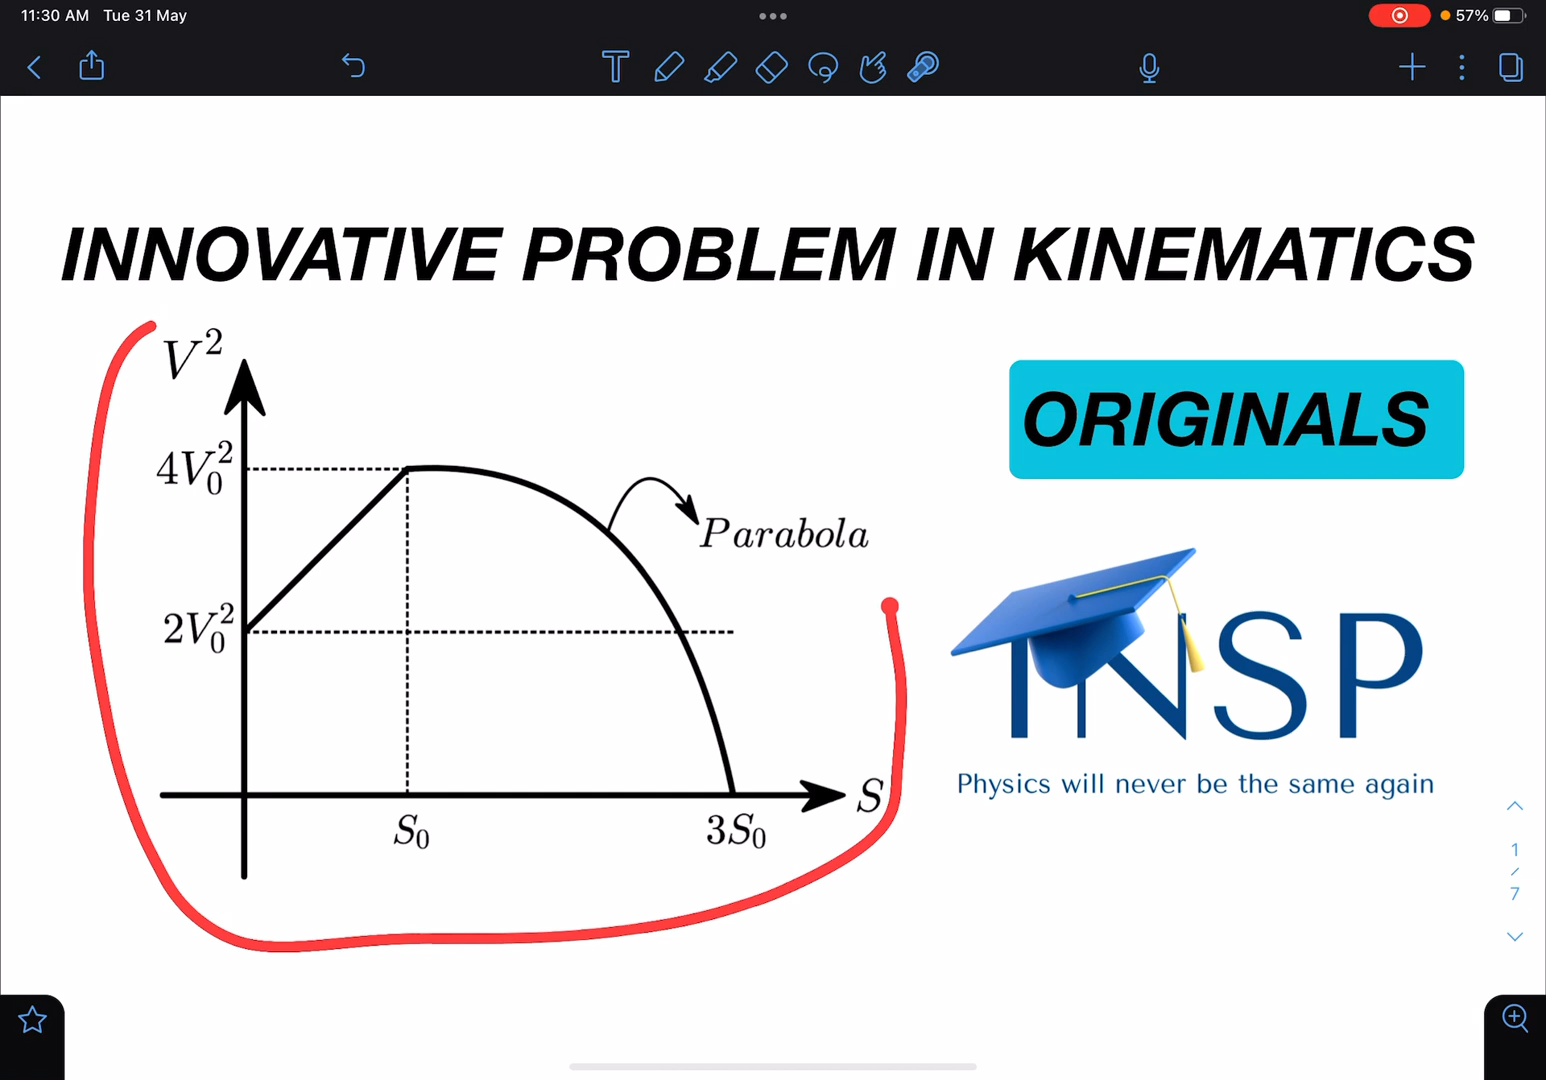 11:30 AM Tue 31 May
57%
INNOVATIVE PROBLEM IN KINEMATICS
V²
ORIGINALS
4V₀²
Parabola
2V₀²
INSP
Physics will never be the same again
S
S₀
3S₀
1
/
7